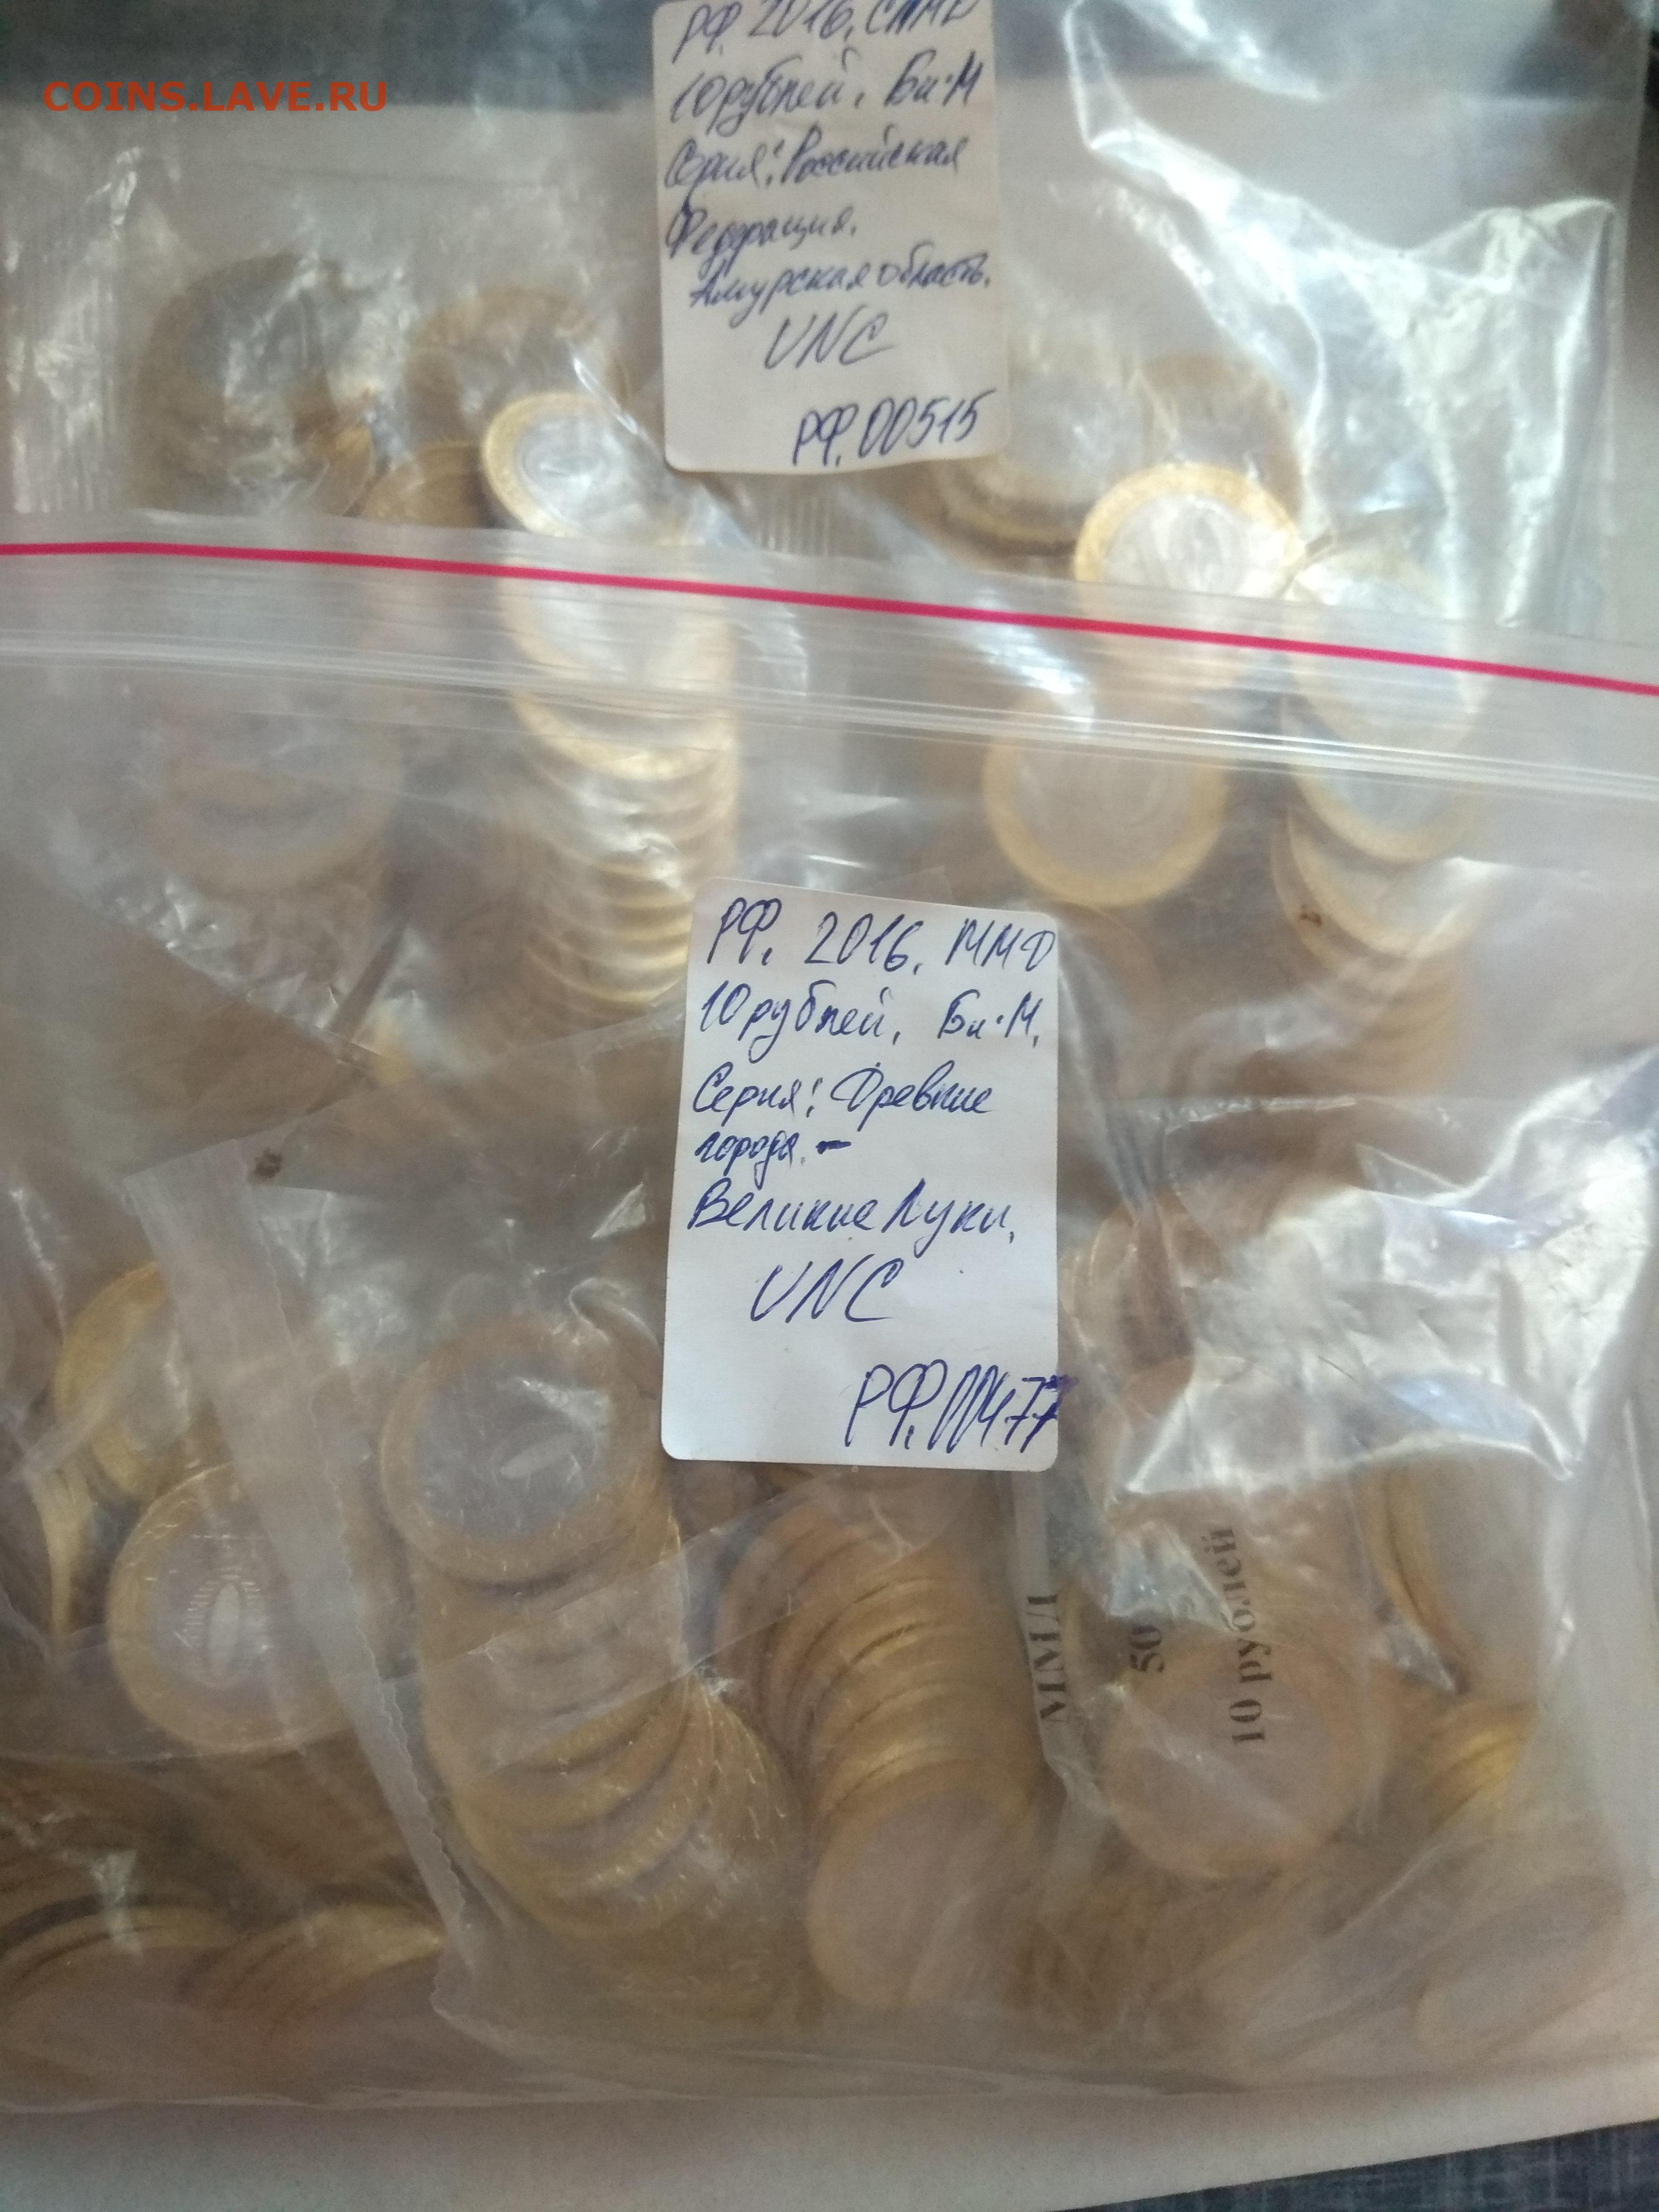 COINS.LAVE.RU
РФ. 2016. СПМД
10 рублей. Би-М
Серия: Российская
Федерация.
Амурская область.
UNC
РФ. 00515
РФ. 2016. ММД
10 рублей. Би-М.
Серия: Древние
города. –
Великие Луки.
UNC
РФ. 00477
ММД
50
10 рублей